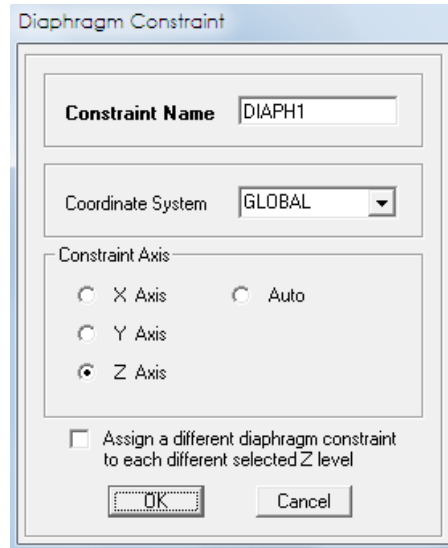 Diaphragm Constraint
Constraint Name DIAPH1
Coordinate System GLOBAL
Constraint Axis
X Axis Auto
Y Axis
Z Axis
Assign a different diaphragm constraint
to each different selected Z level
OK Cancel